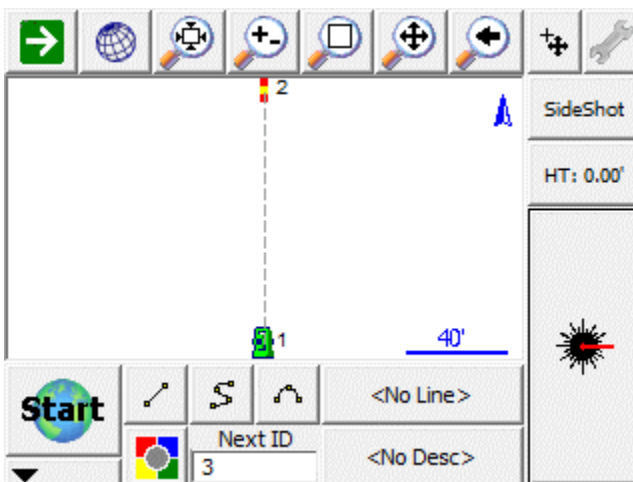 2
SideShot
HT: 0.00'
1
40'
Start
<No Line>
Next ID
3
<No Desc>